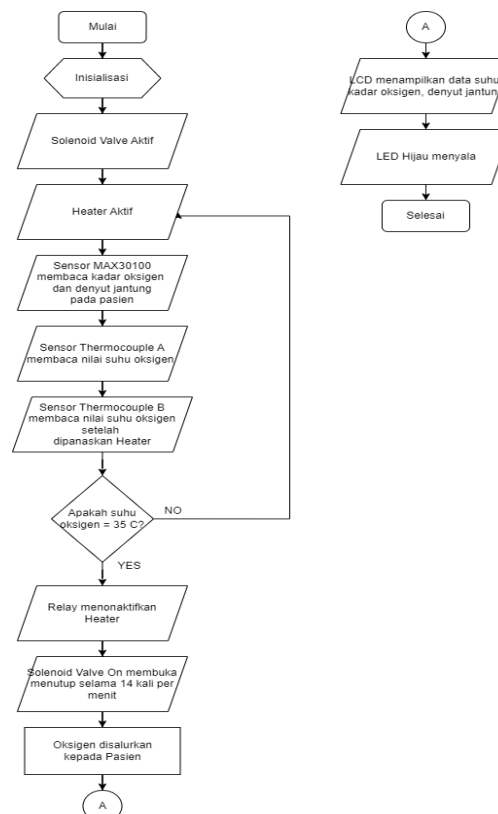 Mulai
Inisialisasi
Solenoid Valve Aktif
Heater Aktif
Sensor MAX30100
membaca kadar oksigen
dan denyut jantung
pada pasien
Sensor Thermocouple A
membaca nilai suhu oksigen
Sensor Thermocouple B
membaca nilai suhu oksigen
setelah
dipanaskan Heater
Apakah suhu
oksigen = 35 C?
NO
YES
Relay menonaktifkan
Heater
Solenoid Valve On membuka
menutup selama 14 kali per
menit
Oksigen disalurkan
kepada Pasien
A
A
LCD menampilkan data suhu
kadar oksigen, denyut jantung
LED Hijau menyala
Selesai